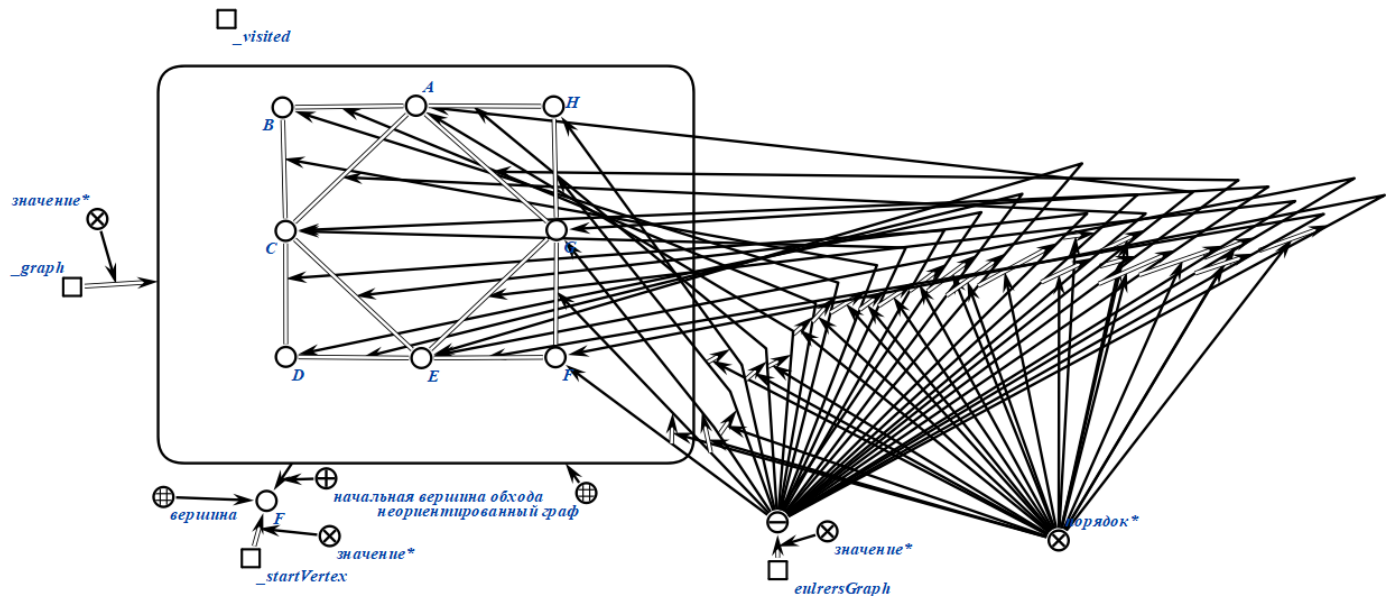 _visited
A
H
B
значение*
C
G
_graph
D
E
F
начальная вершина обхода
неориентированный граф
вершина
F
порядок*
значение*
значение*
_startVertex
eulrersGraph